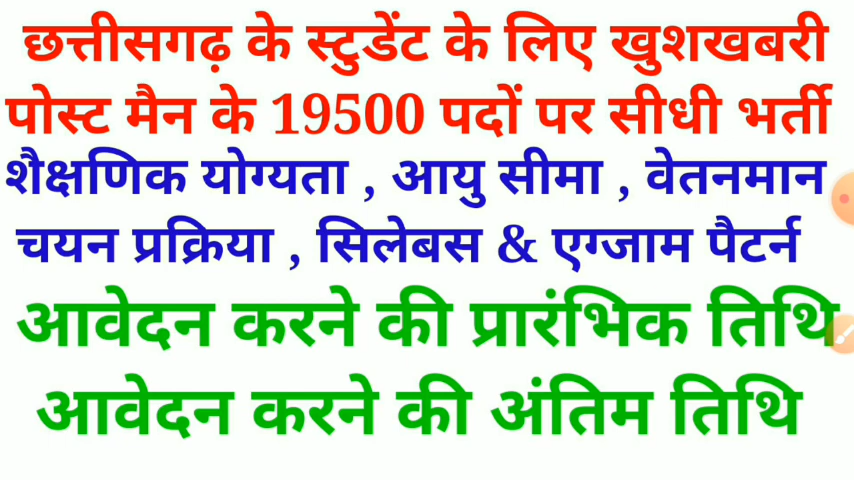 छत्तीसगढ़ के स्टुडेंट के लिए खुशखबरी
पोस्ट मैन के 19500 पदों पर सीधी भर्ती
शैक्षणिक योग्यता , आयु सीमा , वेतनमान
चयन प्रक्रिया , सिलेबस & एग्जाम पैटर्न
आवेदन करने की प्रारंभिक तिथि
आवेदन करने की अंतिम तिथि